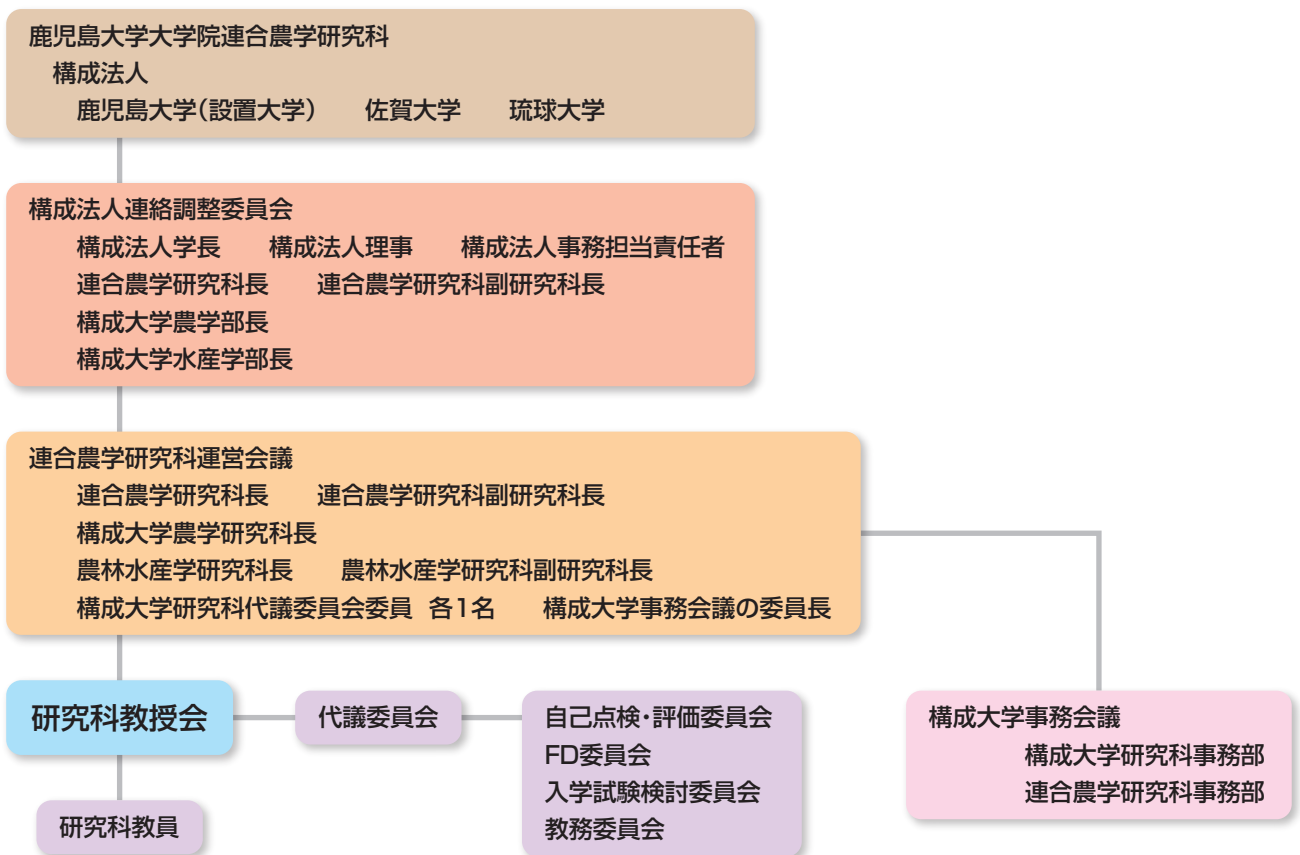 鹿児島大学大学院連合農学研究科
構成法人
鹿児島大学（設置大学）　佐賀大学　琉球大学
構成法人連絡調整委員会
構成法人学長　構成法人理事　構成法人事務担当責任者
連合農学研究科長　連合農学研究科副研究科長
構成大学農学部長
構成大学水産学部長
連合農学研究科運営会議
連合農学研究科長　連合農学研究科副研究科長
構成大学農学研究科長
農林水産学研究科長　農林水産学研究科副研究科長
構成大学研究科代議委員会委員 各1名　構成大学事務会議の委員長
研究科教授会
代議委員会
自己点検・評価委員会
FD委員会
入学試験検討委員会
教務委員会
構成大学事務会議
構成大学研究科事務部
連合農学研究科事務部
研究科教員